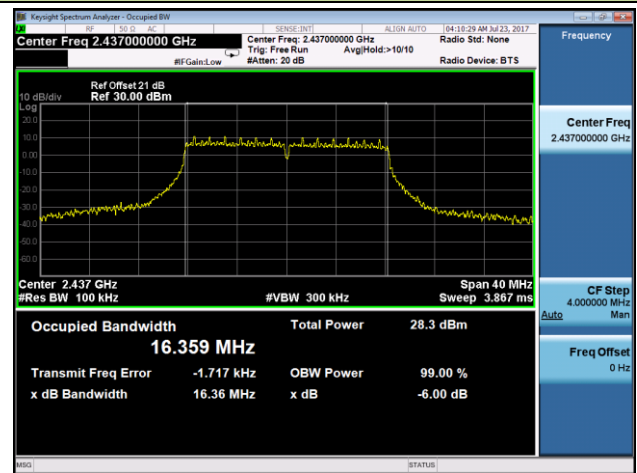 Keysight Spectrum Analyzer - Occupied BW
LXI RF 50 Ω AC SENSE:INT ALIGN AUTO 04:10:29 AM Jul 23, 2017
Center Freq 2.437000000 GHz Center Freq: 2.437000000 GHz Radio Std: None Frequency
Trig: Free Run Avg|Hold:>10/10
#IFGain:Low #Atten: 20 dB Radio Device: BTS
Ref Offset 21 dB
10 dB/div Ref 30.00 dBm
Log
20.0
10.0
0.00
-10.0
-20.0
-30.0
-40.0
-50.0
-60.0
Center Freq
2.437000000 GHz
Center 2.437 GHz Span 40 MHz
#Res BW 100 kHz #VBW 300 kHz Sweep 3.867 ms
CF Step
4.000000 MHz
Auto Man
Occupied Bandwidth Total Power 28.3 dBm
16.359 MHz
Freq Offset
0 Hz
Transmit Freq Error -1.717 kHz OBW Power 99.00 %
x dB Bandwidth 16.36 MHz x dB -6.00 dB
MSG STATUS